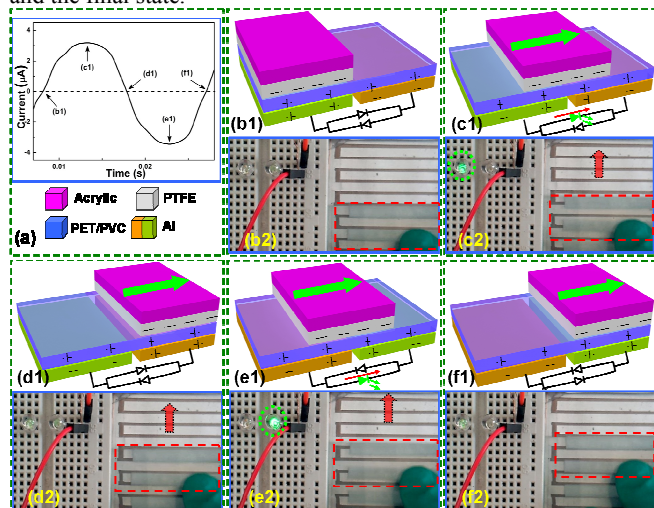 and the final state.
4
2
0
-2
-4
Current (μA)
(c1)
(d1)
(f1)
(b1)
(e1)
0.01
0.02
Time (s)
Acrylic
PTFE
PET/PVC
Al
(a)
(b1)
(c1)
(b2)
(c2)
(d1)
(e1)
(f1)
(d2)
(e2)
(f2)